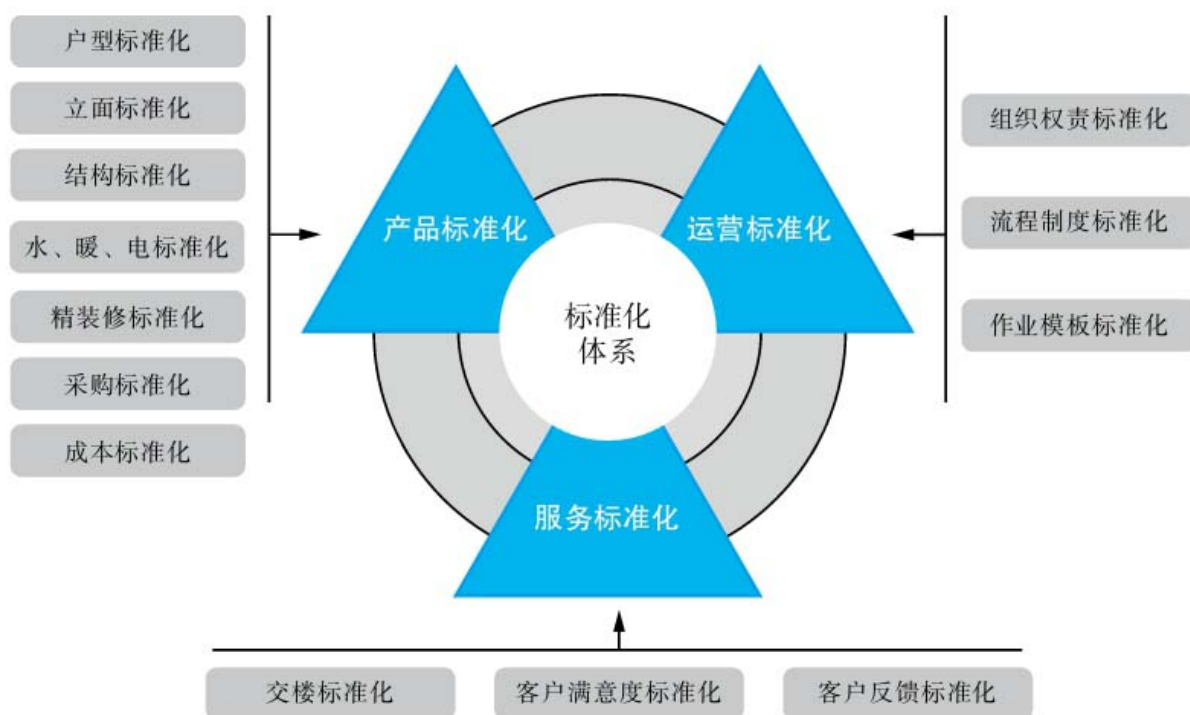 户型标准化
立面标准化
结构标准化
水、暖、电标准化
精装修标准化
采购标准化
成本标准化
产品标准化
运营标准化
标准化
体系
服务标准化
组织权责标准化
流程制度标准化
作业模板标准化
交楼标准化
客户满意度标准化
客户反馈标准化